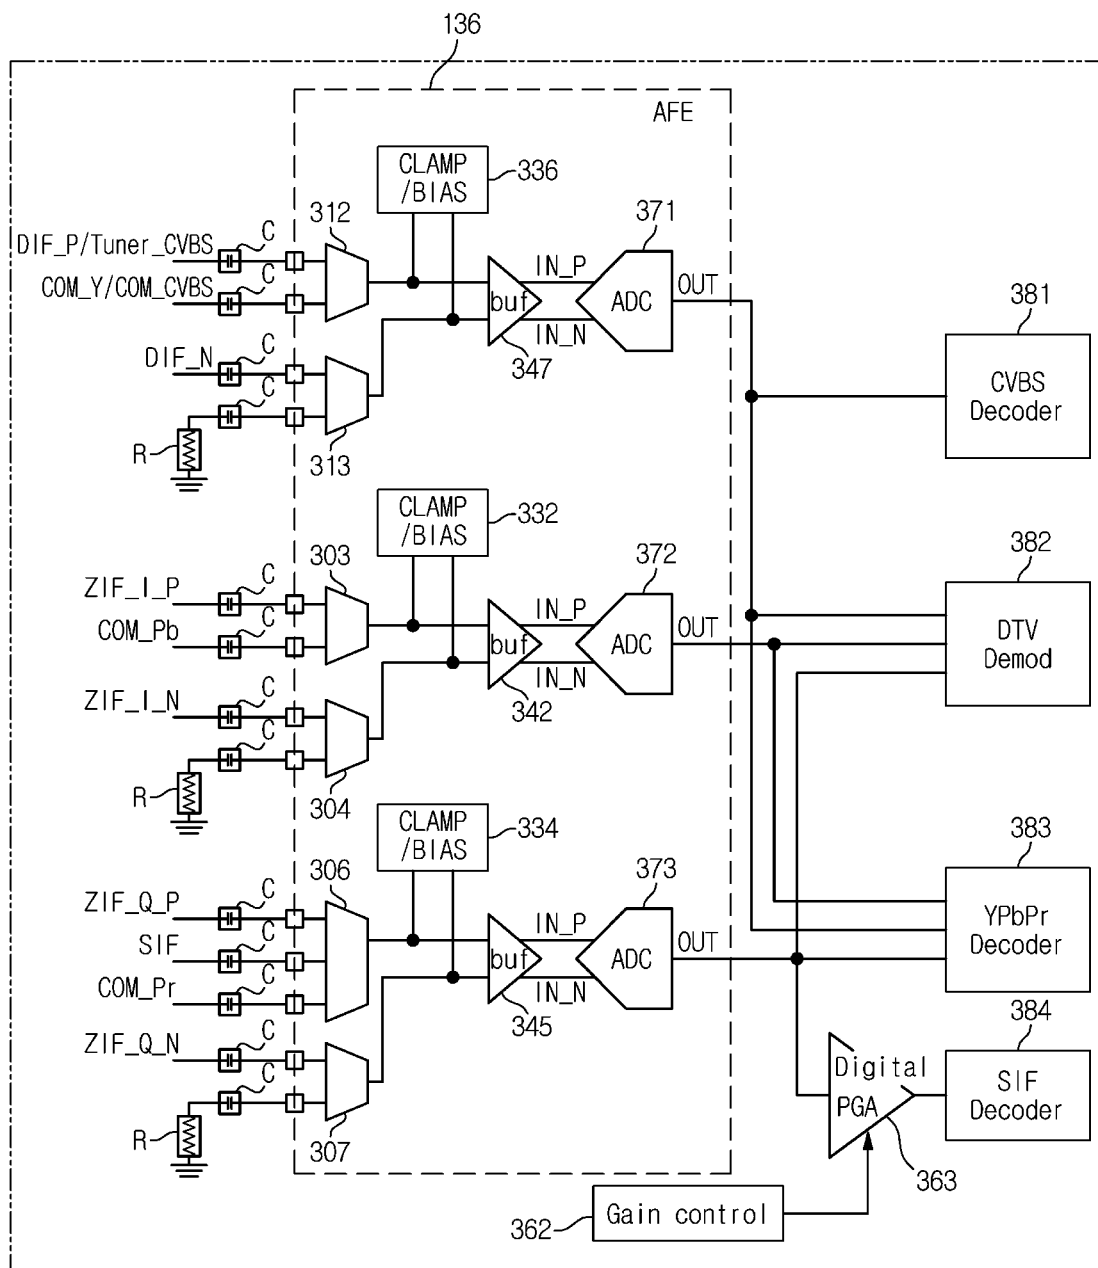 136
AFE
CLAMP
/BIAS
336
312
371
DIF_P/Tuner_CVBS
C
COM_Y/COM_CVBS
C
IN_P
buf
ADC
OUT
IN_N
347
381
CVBS
Decoder
DIF_N
C
C
R
313
CLAMP
/BIAS
332
303
372
382
ZIF_I_P
C
COM_Pb
C
IN_P
buf
ADC
OUT
IN_N
342
DTV
Demod
ZIF_I_N
C
C
R
304
CLAMP
/BIAS
334
306
373
383
ZIF_Q_P
C
SIF
C
COM_Pr
C
IN_P
buf
ADC
OUT
IN_N
345
YPbPr
Decoder
ZIF_Q_N
C
C
R
307
384
Digital
PGA
SIF
Decoder
363
362
Gain control